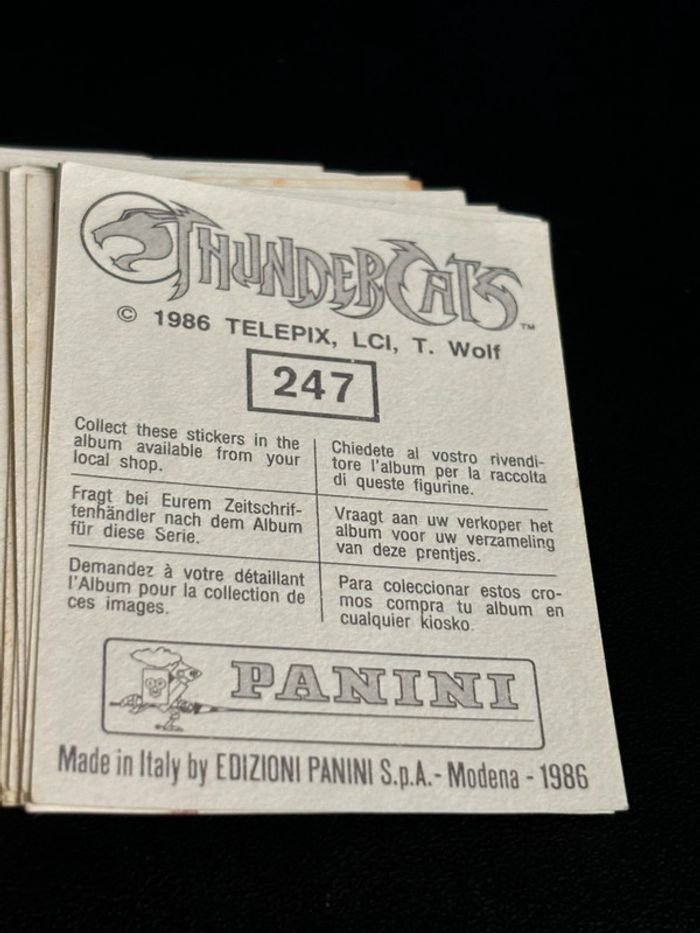 THUNDERCATS™
© 1986 TELEPIX, LCI, T. Wolf
247
Collect these stickers in the
album available from your
local shop.
Chiedete al vostro rivendi-
tore l'album per la raccolta
di queste figurine.
Fragt bei Eurem Zeitschrif-
tenhändler nach dem Album
für diese Serie.
Vraagt aan uw verkoper het
album voor uw verzameling
van deze prentjes.
Demandez à votre détaillant
l'Album pour la collection de
ces images.
Para coleccionar estos cro-
mos compra tu album en
cualquier kiosko.
PANINI
Made in Italy by EDIZIONI PANINI S.p.A.- Modena - 1986